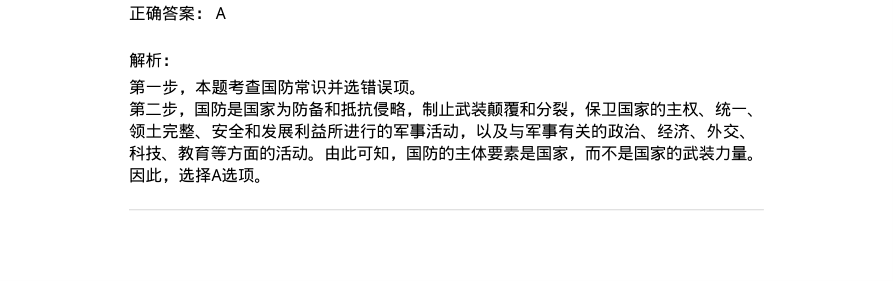 正确答案： A
解析：
第一步，本题考查国防常识并选错误项。
第二步，国防是国家为防备和抵抗侵略，制止武装颠覆和分裂，保卫国家的主权、统一、
领土完整、安全和发展利益所进行的军事活动，以及与军事有关的政治、经济、外交、
科技、教育等方面的活动。由此可知，国防的主体要素是国家，而不是国家的武装力量。
因此，选择A选项。